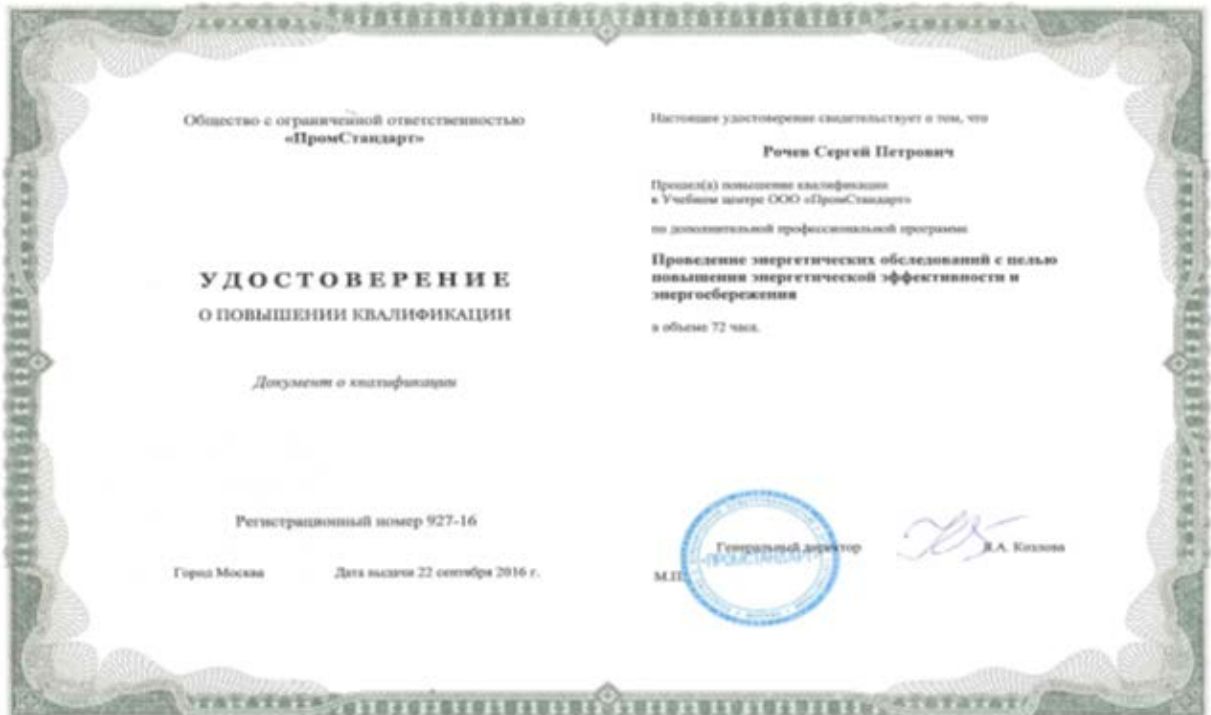 Общество с ограниченной ответственностью
«ПромСтандарт»
УДОСТОВЕРЕНИЕ
О ПОВЫШЕНИИ КВАЛИФИКАЦИИ
Документ о квалификации
Регистрационный номер 927-16
Город Москва Дата выдачи 22 сентября 2016 г.
Настоящее удостоверение свидетельствует о том, что
Рочев Сергей Петрович
Прошел(а) повышение квалификации
в Учебном центре ООО «ПромСтандарт»
по дополнительной профессиональной программе
Проведение энергетических обследований с целью
повышения энергетической эффективности и
энергосбережения
в объеме 72 часа.
Генеральный директор Козлова
М.П.
«ПРОМСТАНДАРТ»